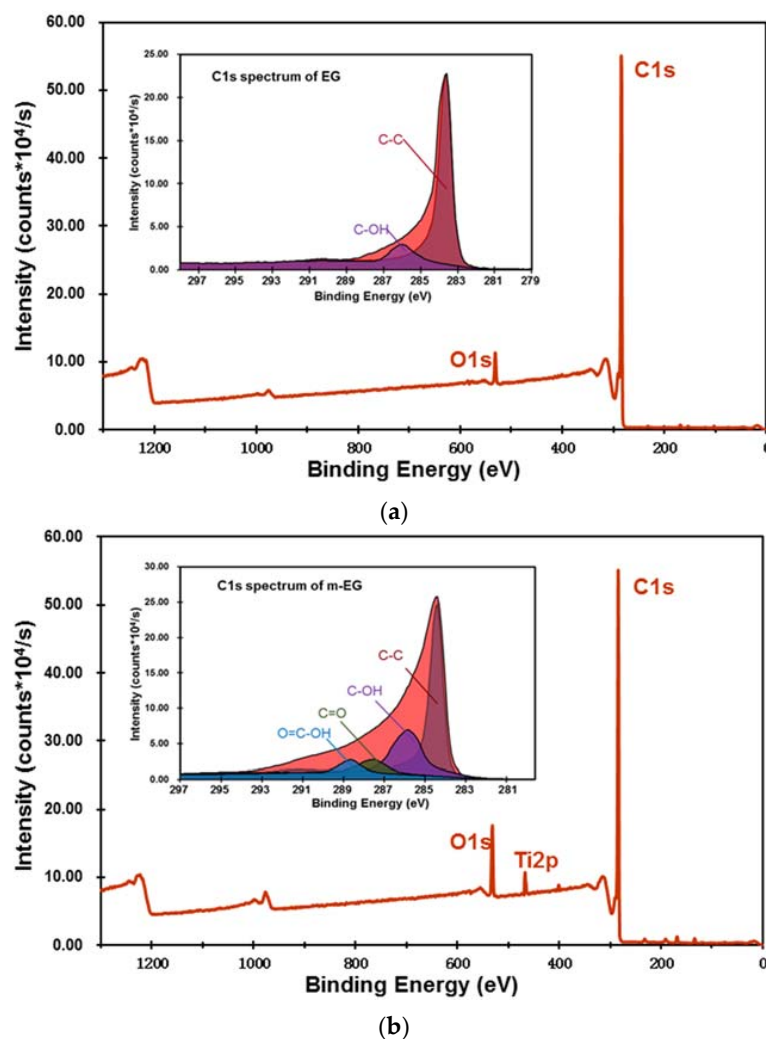 60.00
50.00
40.00
30.00
20.00
10.00
0.00
Intensity (counts*10⁴/s)
1200
1000
800
600
400
200
0
Binding Energy (eV)
C1s
O1s
C1s spectrum of EG
25.00
20.00
15.00
10.00
5.00
0.00
Intensity (counts*10⁴/s)
C-C
C-OH
297
295
293
291
289
287
285
283
281
279
Binding Energy (eV)
(a)
60.00
50.00
40.00
30.00
20.00
10.00
0.00
Intensity (counts*10⁴/s)
1200
1000
800
600
400
200
0
Binding Energy (eV)
C1s
O1s
Ti2p
C1s spectrum of m-EG
30.00
25.00
20.00
15.00
10.00
5.00
0.00
Intensity (counts*10⁴/s)
C-C
C-OH
C=O
O=C-OH
297
295
293
291
289
287
285
283
281
Binding Energy (eV)
(b)